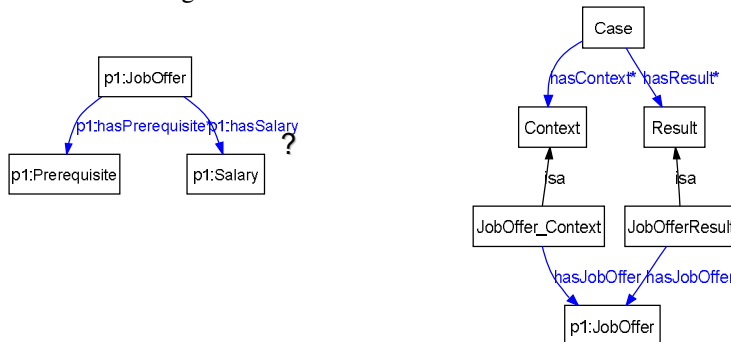 p1:JobOffer
p1:hasPrerequisite*
p1:hasSalary
?
p1:Prerequisite
p1:Salary
Case
hasContext*
hasResult*
Context
Result
isa
isa
JobOffer_Context
JobOfferResult
hasJobOffer
hasJobOffer
p1:JobOffer